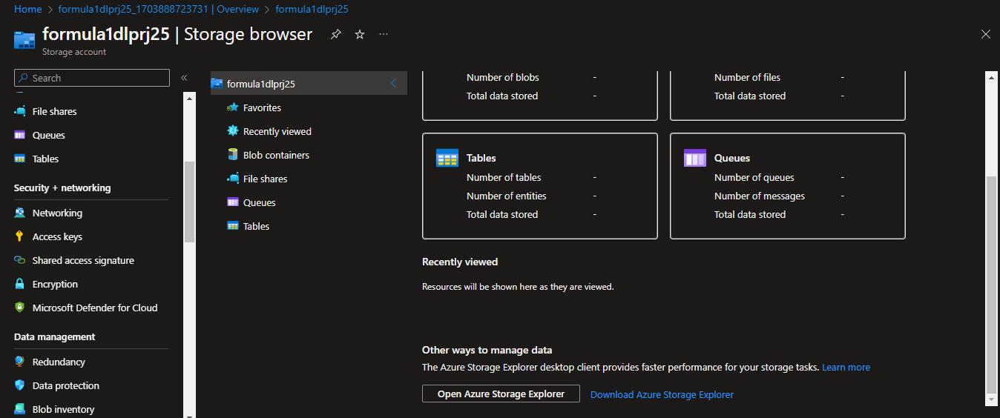 Home > formula1dlprj25_1703888723731 | Overview > formula1dlprj25
formula1dlprj25 | Storage browser
Storage account
Search
File shares
Queues
Tables
Security + networking
Networking
Access keys
Shared access signature
Encryption
Microsoft Defender for Cloud
Data management
Redundancy
Data protection
Blob inventory
formula1dlprj25
Favorites
Recently viewed
Blob containers
File shares
Queues
Tables
Number of blobs -
Total data stored -
Number of files -
Total data stored -
Tables
Number of tables -
Number of entities -
Total data stored -
Queues
Number of queues -
Number of messages -
Total data stored -
Recently viewed
Resources will be shown here as they are viewed.
Other ways to manage data
The Azure Storage Explorer desktop client provides faster performance for your storage tasks. Learn more
Open Azure Storage Explorer Download Azure Storage Explorer